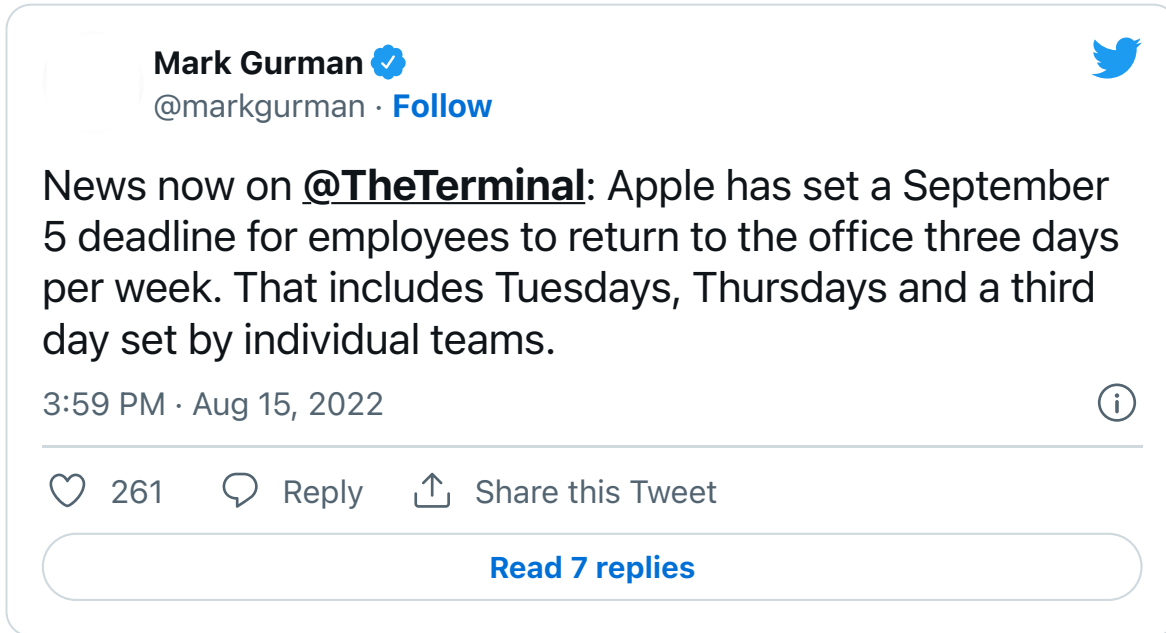 Mark Gurman
@markgurman · Follow
News now on @TheTerminal: Apple has set a September
5 deadline for employees to return to the office three days
per week. That includes Tuesdays, Thursdays and a third
day set by individual teams.
3:59 PM · Aug 15, 2022
261 Reply Share this Tweet
Read 7 replies